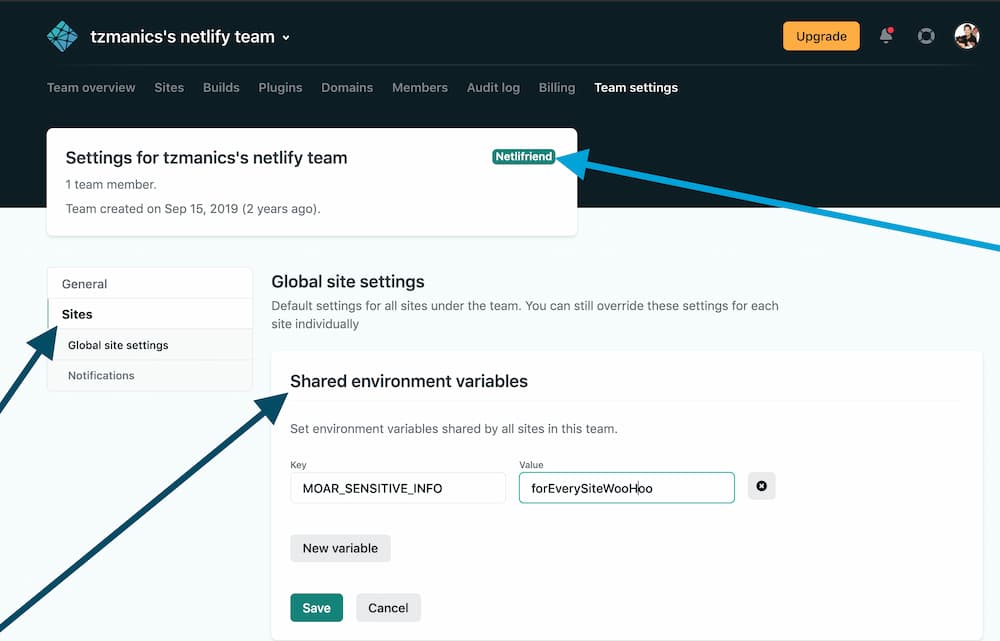 tzmanics's netlify team
Upgrade
Team overview Sites Builds Plugins Domains Members Audit log Billing Team settings
Settings for tzmanics's netlify team
Netlifriend
1 team member.
Team created on Sep 15, 2019 (2 years ago).
General
Sites
Global site settings
Notifications
Global site settings
Default settings for all sites under the team. You can still override these settings for each
site individually
Shared environment variables
Set environment variables shared by all sites in this team.
Key Value
MOAR_SENSITIVE_INFO forEverySiteWooHoo
New variable
Save Cancel